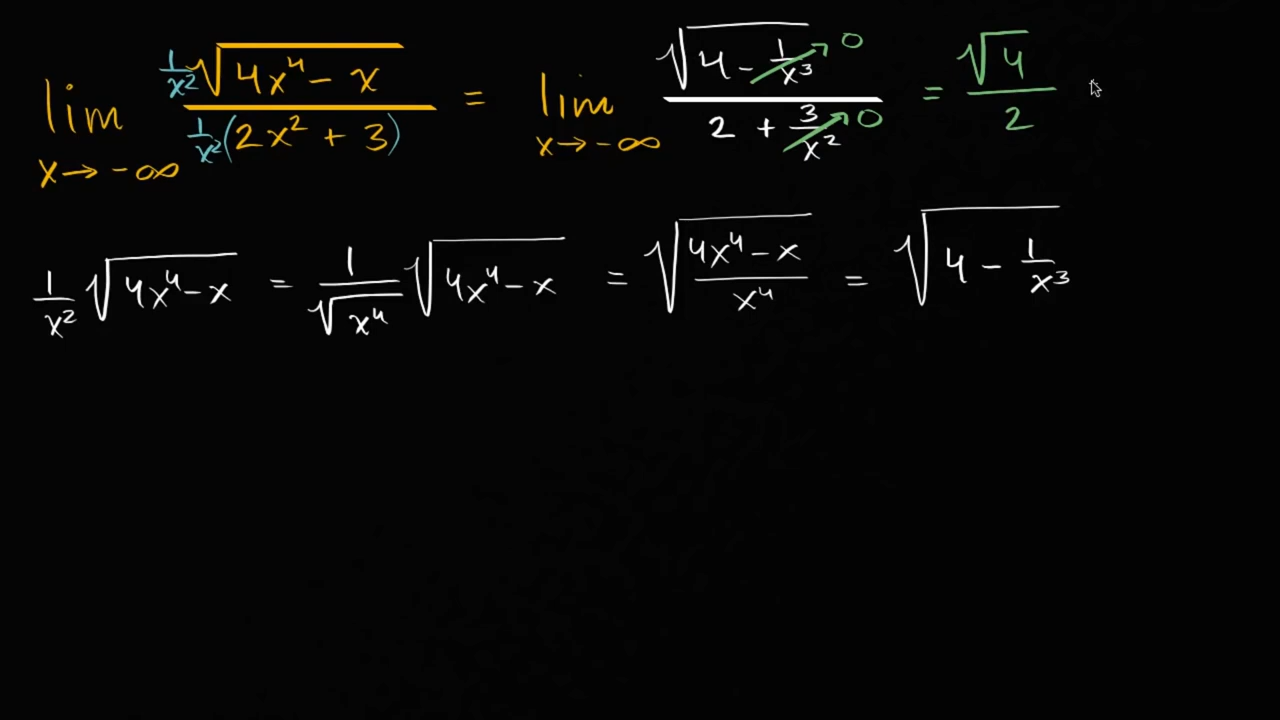 lim x→-∞ (1/x² √(4x⁴ - x)) / (1/x² (2x² + 3)) = lim x→-∞ √(4 - 1/x³ → 0) / (2 + 3/x² → 0) = √4 / 2
1/x² √(4x⁴-x) = 1/√(x⁴) √(4x⁴-x) = √((4x⁴-x)/x⁴) = √(4 - 1/x³)